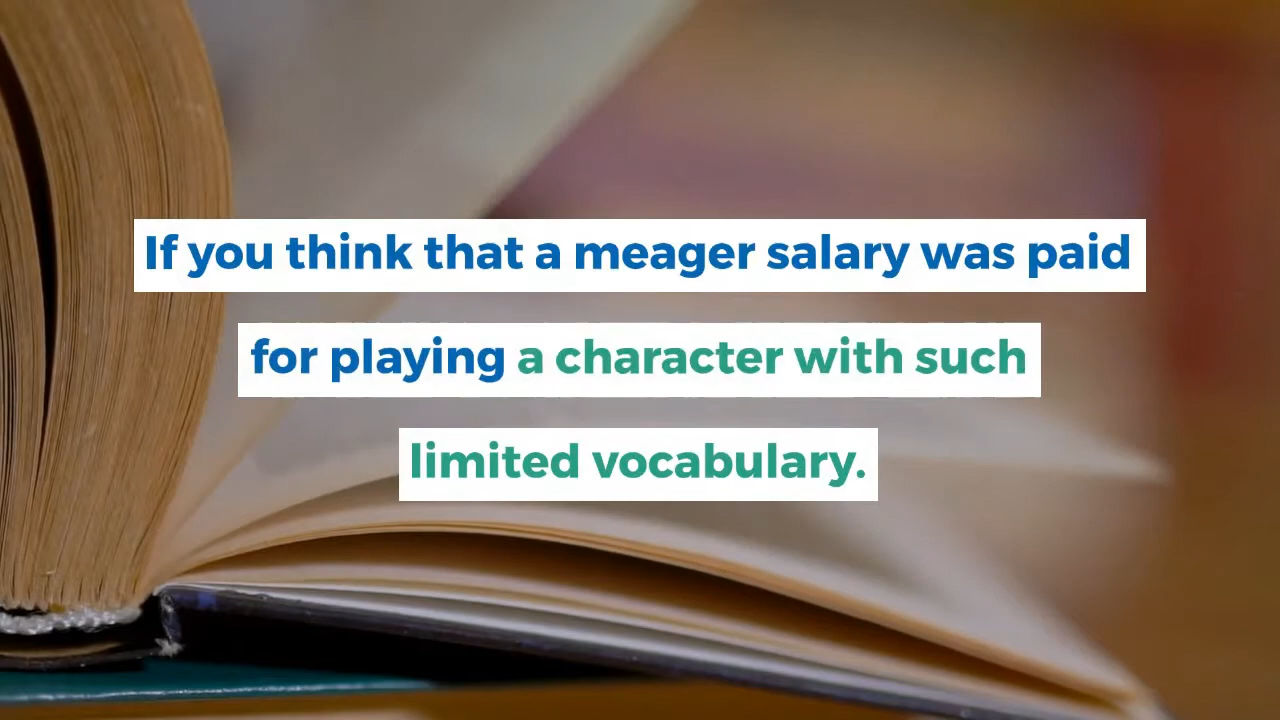 If you think that a meager salary was paid
for playing a character with such
limited vocabulary.